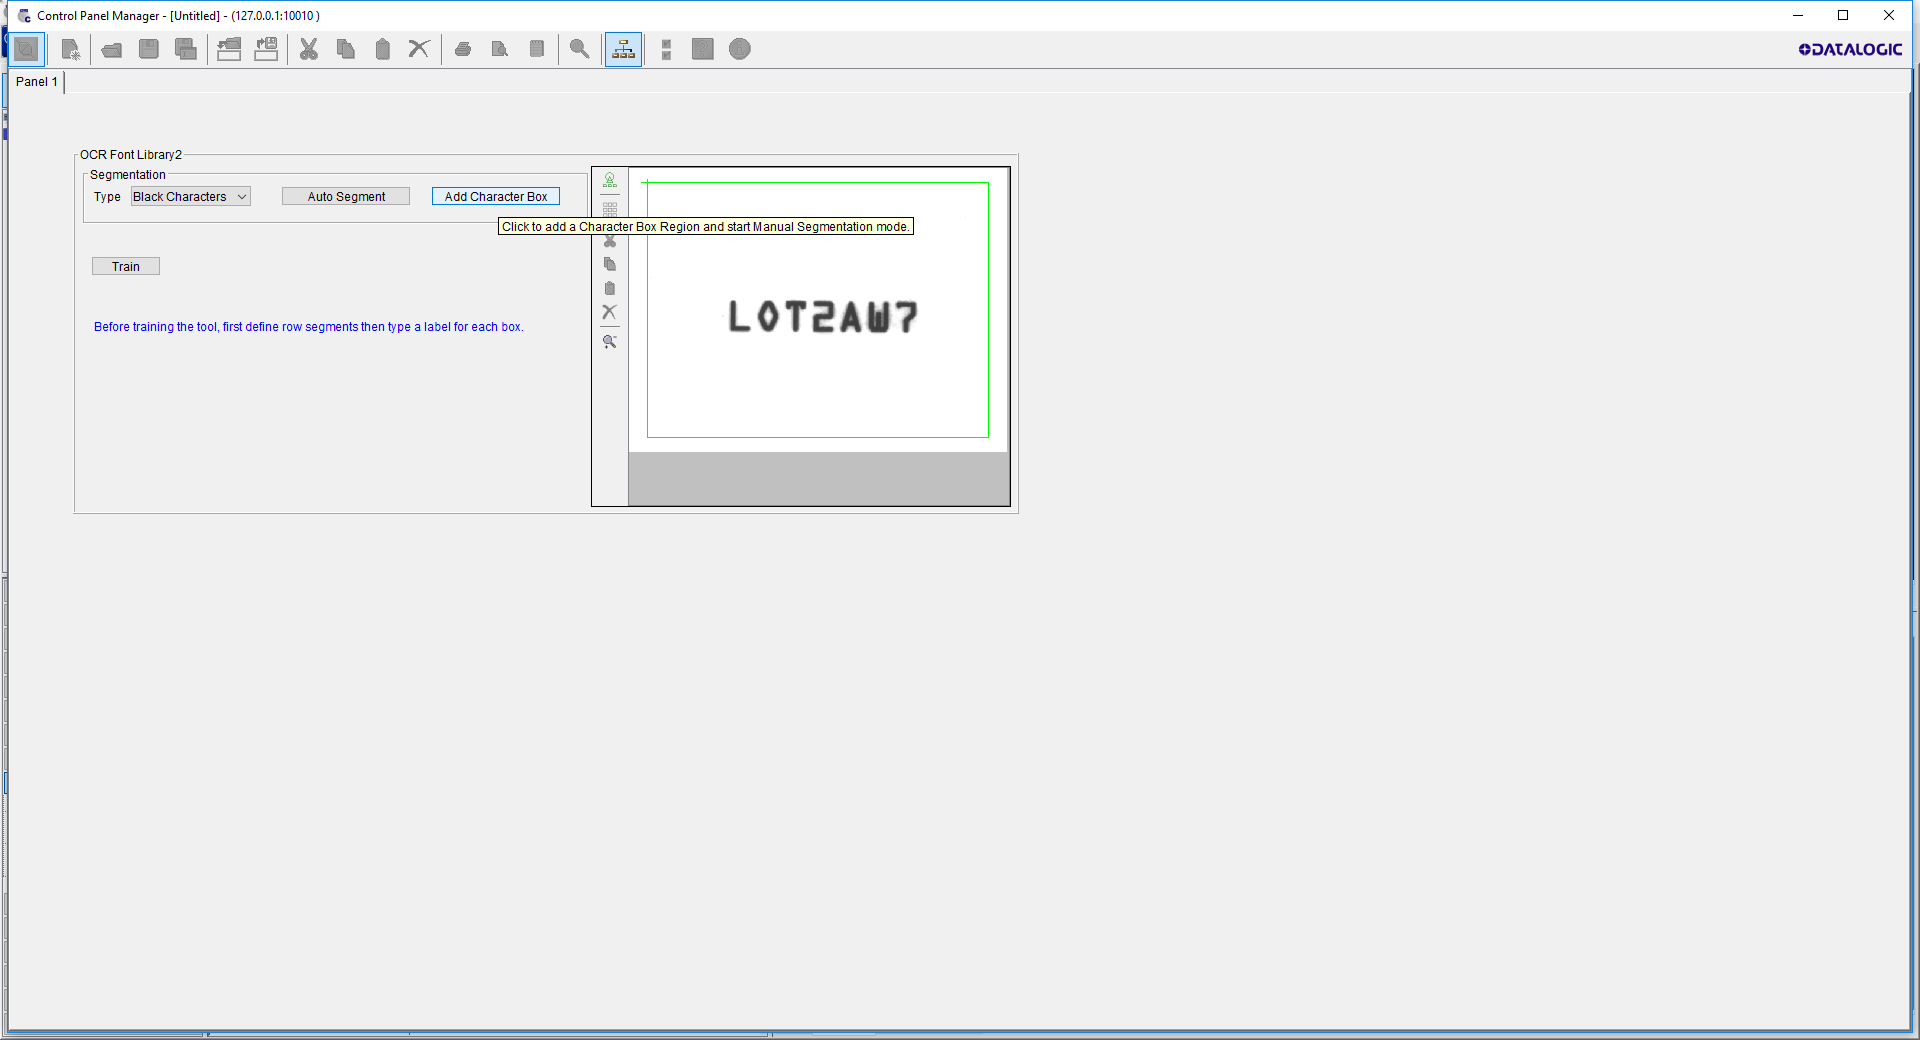 Control Panel Manager - [Untitled] - (127.0.0.1:10010 )
DATALOGIC
Panel 1
OCR Font Library2
Segmentation
Type Black Characters Auto Segment Add Character Box
Click to add a Character Box Region and start Manual Segmentation mode.
Train
LOT2AW7
Before training the tool, first define row segments then type a label for each box.